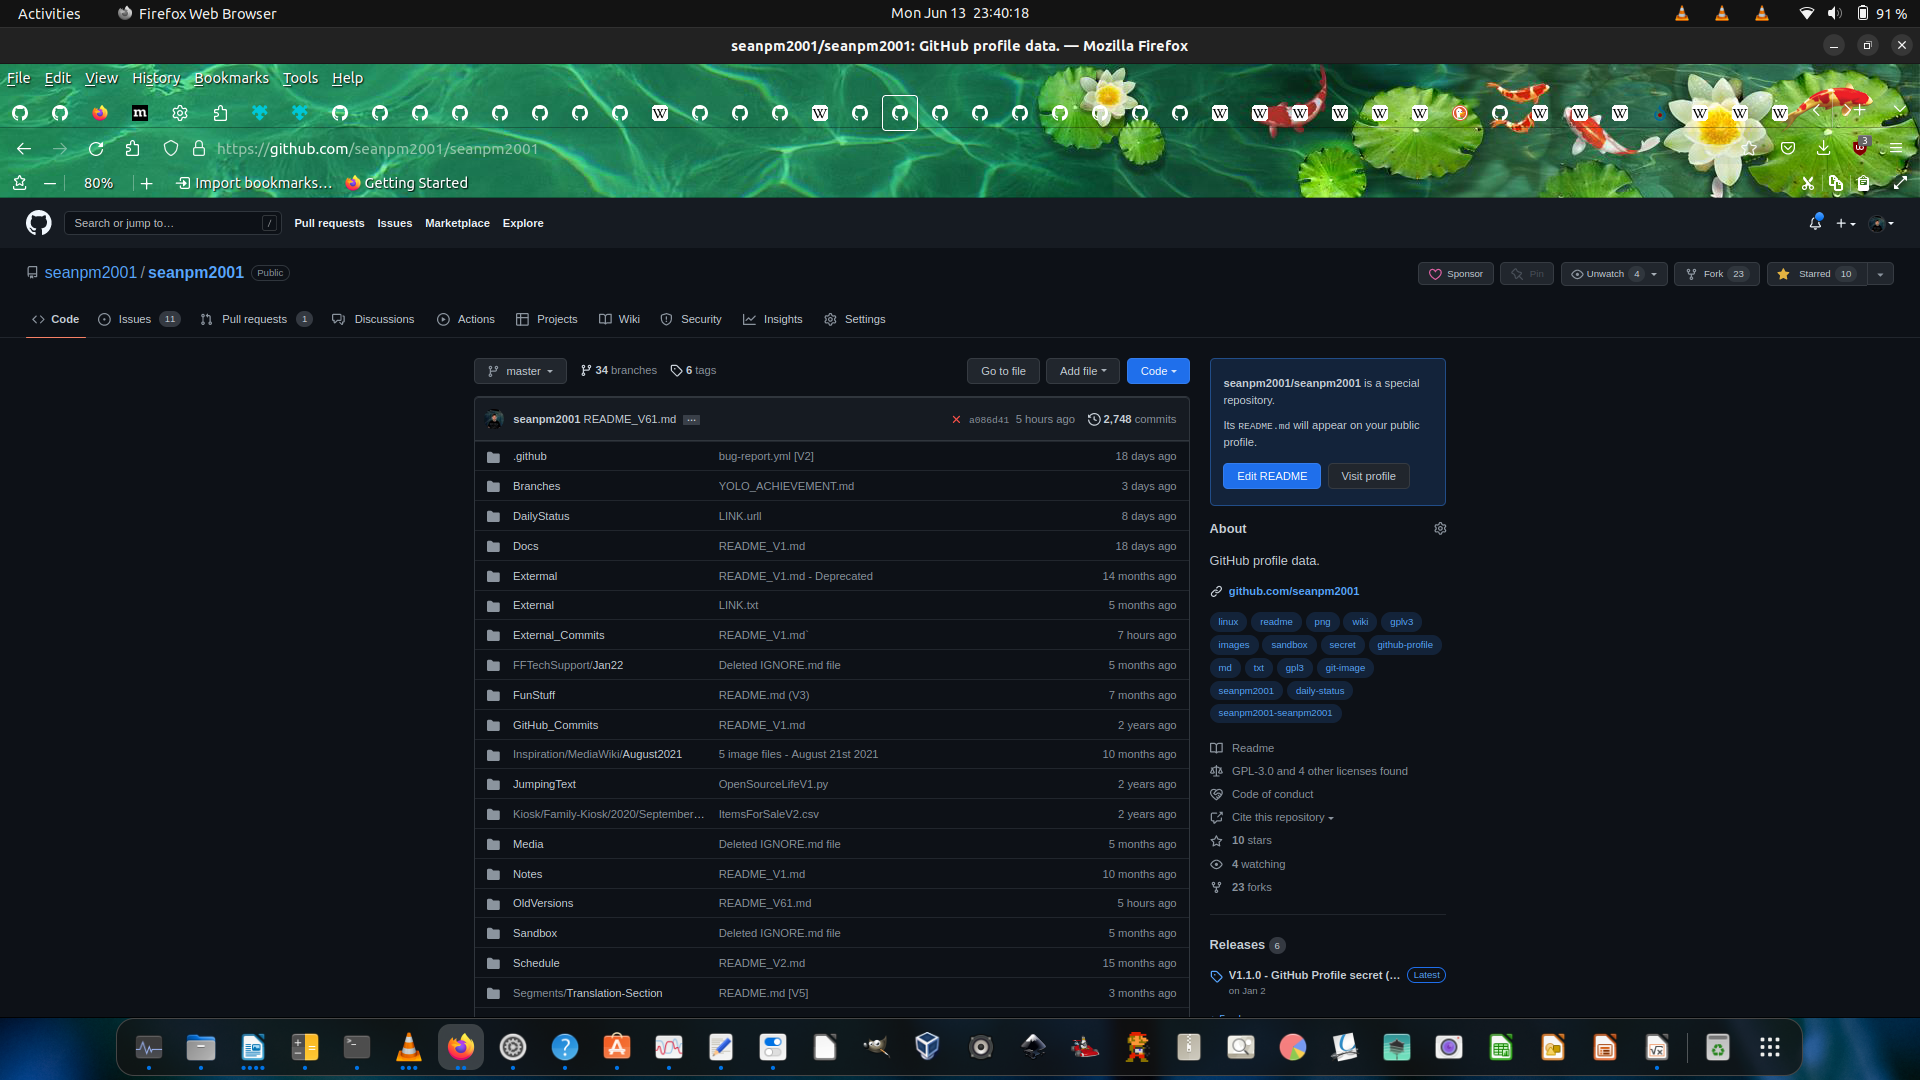 Activities
Firefox Web Browser
Mon Jun 13 23:40:18
91 %
seanpm2001/seanpm2001: GitHub profile data. — Mozilla Firefox
File Edit View History Bookmarks Tools Help
https://github.com/seanpm2001/seanpm2001
3
80%
Import bookmarks…
Getting Started
Search or jump to…
/
Pull requests Issues Marketplace Explore
seanpm2001 / seanpm2001 Public
Sponsor
Pin
Unwatch 4
Fork 23
Starred 10
Code
Issues 11
Pull requests 1
Discussions
Actions
Projects
Wiki
Security
Insights
Settings
master
34 branches
6 tags
Go to file
Add file
Code
seanpm2001 README_V61.md …
a086d41 5 hours ago
2,748 commits
.github bug-report.yml [V2] 18 days ago
Branches YOLO_ACHIEVEMENT.md 3 days ago
DailyStatus LINK.urll 8 days ago
Docs README_V1.md 18 days ago
Extermal README_V1.md - Deprecated 14 months ago
External LINK.txt 5 months ago
External_Commits README_V1.md` 7 hours ago
FFTechSupport/Jan22 Deleted IGNORE.md file 5 months ago
FunStuff README.md (V3) 7 months ago
GitHub_Commits README_V1.md 2 years ago
Inspiration/MediaWiki/August2021 5 image files - August 21st 2021 10 months ago
JumpingText OpenSourceLifeV1.py 2 years ago
Kiosk/Family-Kiosk/2020/September… ItemsForSaleV2.csv 2 years ago
Media Deleted IGNORE.md file 5 months ago
Notes README_V1.md 10 months ago
OldVersions README_V61.md 5 hours ago
Sandbox Deleted IGNORE.md file 5 months ago
Schedule README_V2.md 15 months ago
Segments/Translation-Section README.md [V5] 3 months ago
seanpm2001/seanpm2001 is a special
repository.
Its README.md will appear on your public
profile.
Edit README
Visit profile
About
GitHub profile data.
github.com/seanpm2001
linux readme png wiki gplv3
images sandbox secret github-profile
md txt gpl3 git-image
seanpm2001 daily-status
seanpm2001-seanpm2001
Readme
GPL-3.0 and 4 other licenses found
Code of conduct
Cite this repository
10 stars
4 watching
23 forks
Releases 6
V1.1.0 - GitHub Profile secret (… Latest
on Jan 2